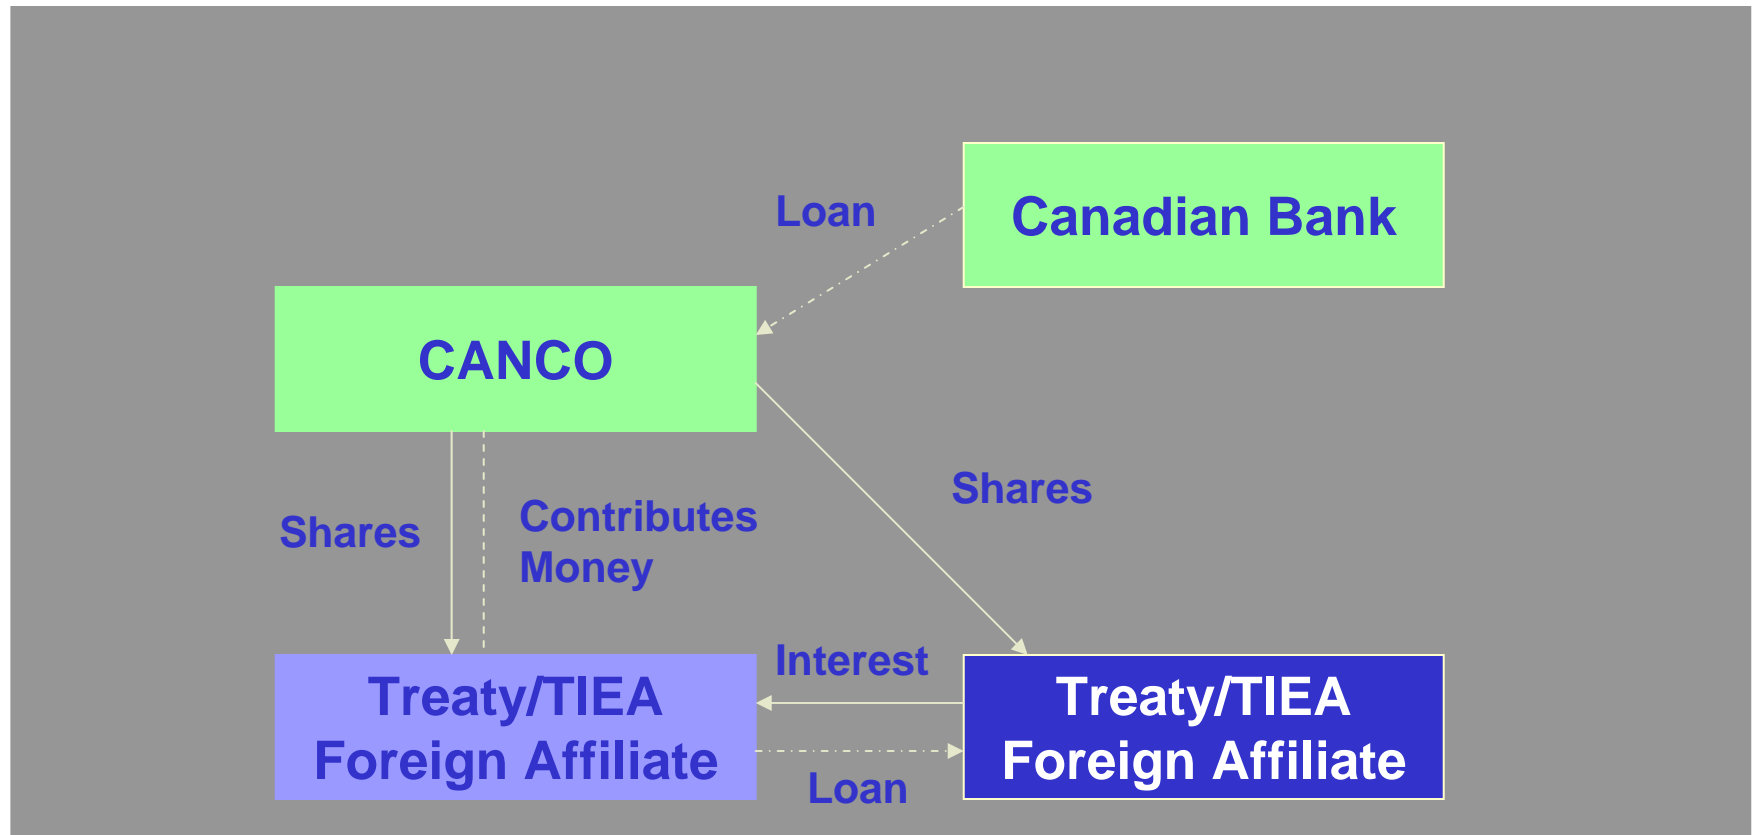 Canadian Bank
Loan
CANCO
Shares
Contributes
Money
Shares
Interest
Treaty/TIEA
Foreign Affiliate
Treaty/TIEA
Foreign Affiliate
Loan